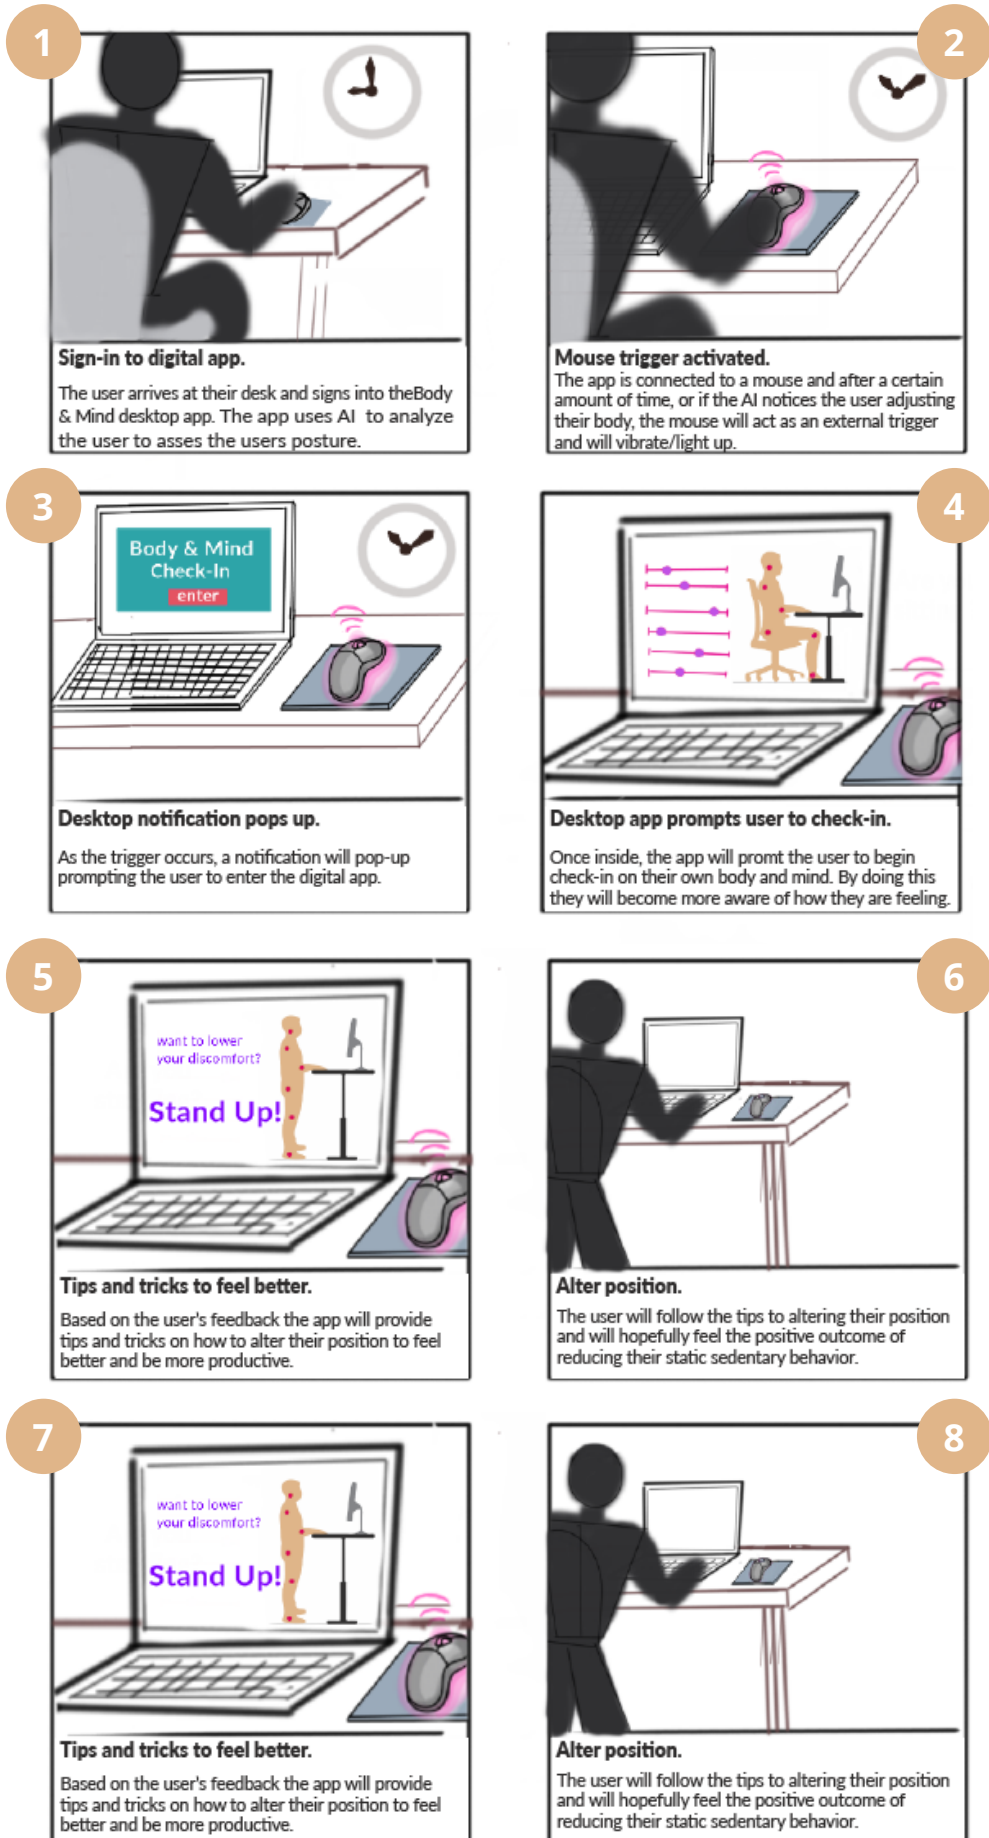 1
Sign-in to digital app.
The user arrives at their desk and signs into theBody
& Mind desktop app. The app uses AI to analyze
the user to asses the users posture.
2
Mouse trigger activated.
The app is connected to a mouse and after a certain
amount of time, or if the AI notices the user adjusting
their body, the mouse will act as an external trigger
and will vibrate/light up.
3
Body & Mind
Check-In
enter
Desktop notification pops up.
As the trigger occurs, a notification will pop-up
prompting the user to enter the digital app.
4
Desktop app prompts user to check-in.
Once inside, the app will promt the user to begin
check-in on their own body and mind. By doing this
they will become more aware of how they are feeling.
5
want to lower
your discomfort?
Stand Up!
Tips and tricks to feel better.
Based on the user's feedback the app will provide
tips and tricks on how to alter their position to feel
better and be more productive.
6
Alter position.
The user will follow the tips to altering their position
and will hopefully feel the positive outcome of
reducing their static sedentary behavior.
7
want to lower
your discomfort?
Stand Up!
Tips and tricks to feel better.
Based on the user's feedback the app will provide
tips and tricks on how to alter their position to feel
better and be more productive.
8
Alter position.
The user will follow the tips to altering their position
and will hopefully feel the positive outcome of
reducing their static sedentary behavior.